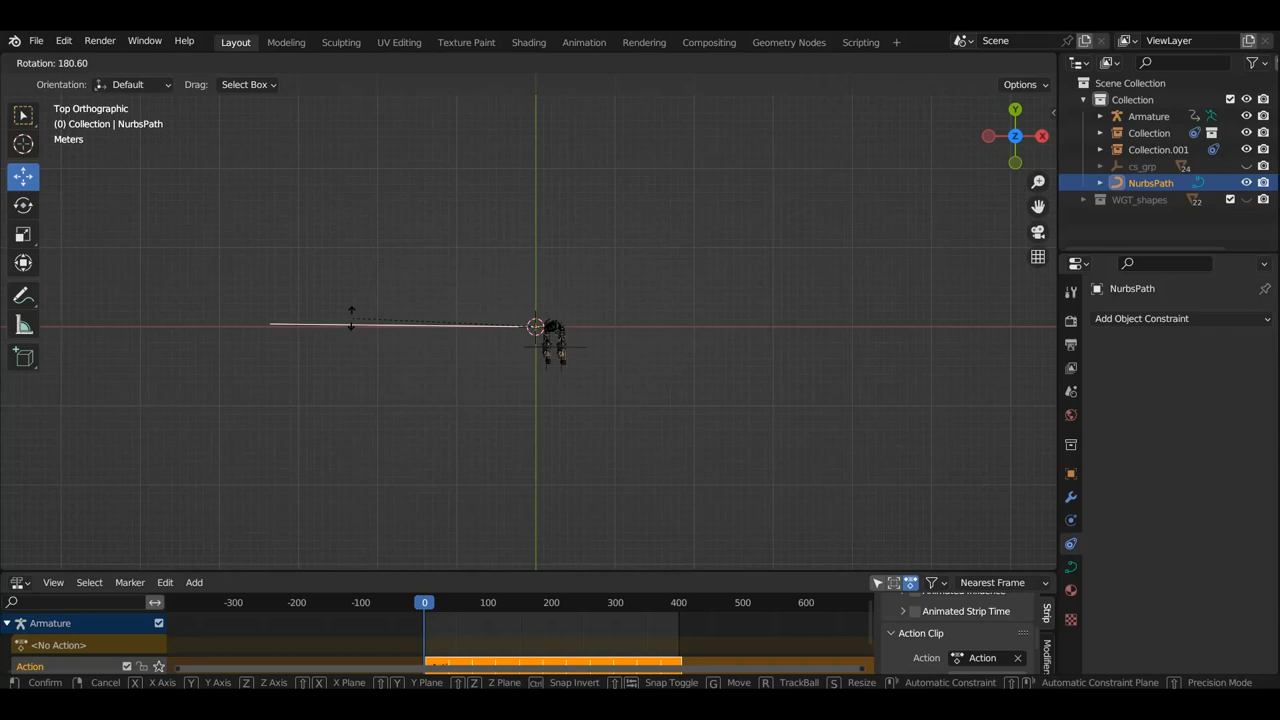 File Edit Render Window Help Layout Modeling Sculpting UV Editing Texture Paint Shading Animation Rendering Compositing Geometry Nodes Scripting + Scene ViewLayer
Rotation: 180.60
Orientation: Default Drag: Select Box Options
Top Orthographic
(0) Collection | NurbsPath
Meters
Y
Z
X
Scene Collection
Collection
Armature
Collection
Collection.001
cs_grp 24
NurbsPath
WGT_shapes 22
NurbsPath
Add Object Constraint
View Select Marker Edit Add Nearest Frame
-300 -200 -100 0 100 200 300 400 500 600
Animated Strip Time
Armature
Action Clip
<No Action>
Action Action
Action
Strip
Confirm Cancel X X Axis Y Y Axis Z Z Axis X X Plane Y Y Plane Z Z Plane Ctrl Snap Invert Snap Toggle G Move R TrackBall S Resize Automatic Constraint Automatic Constraint Plane Precision Mode